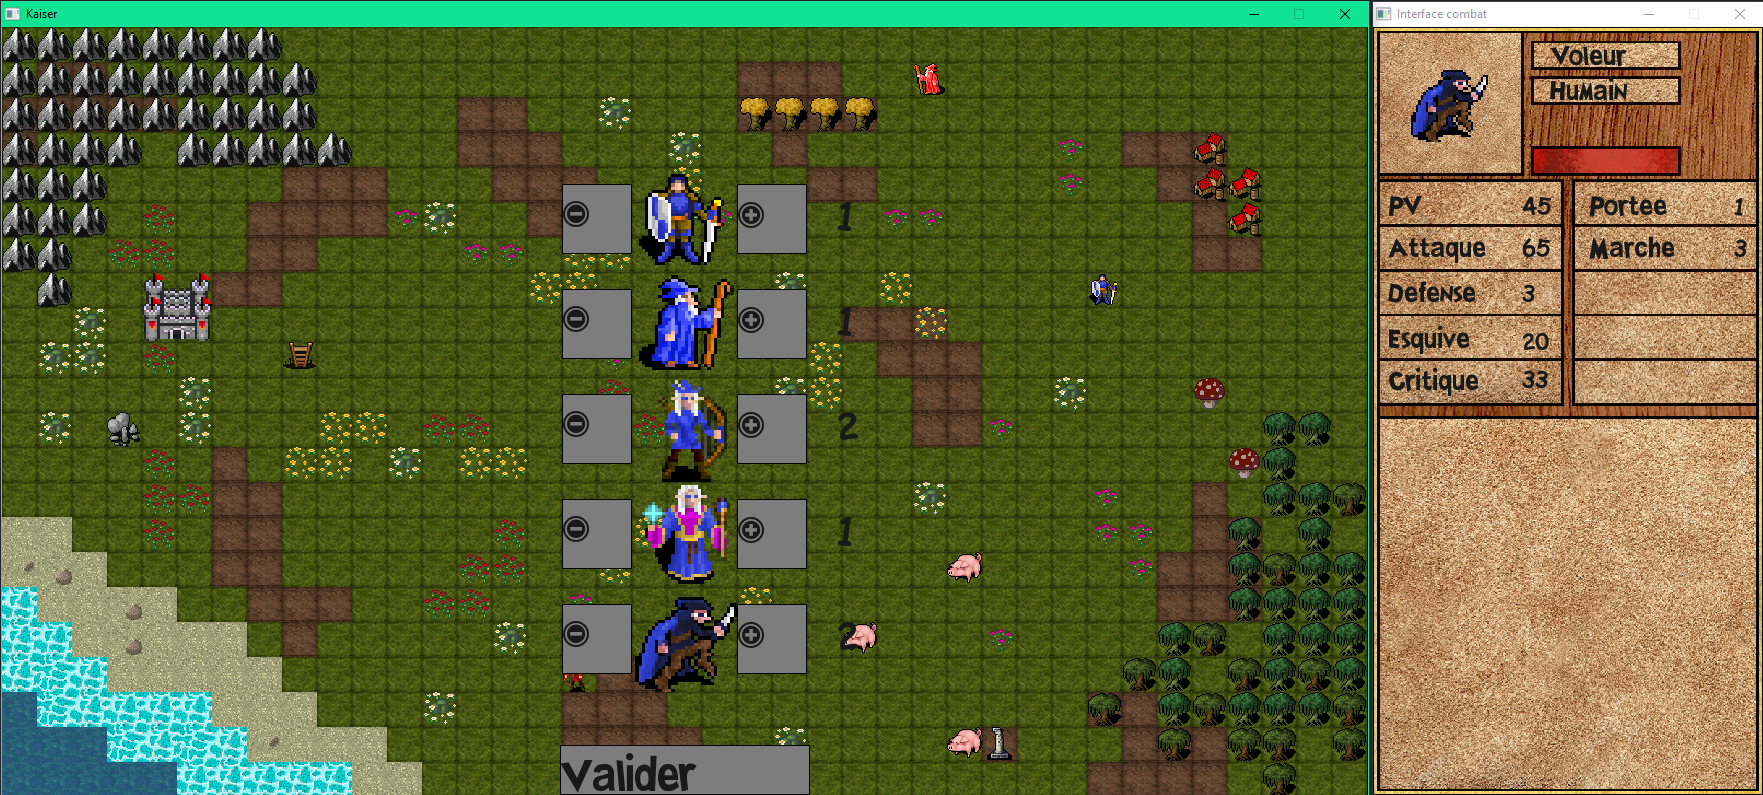 Kaiser
1
1
2
1
2
Valider
Interface combat
Voleur
Humain
PV 45
Attaque 65
Defense 3
Esquive 20
Critique 33
Portee 1
Marche 3